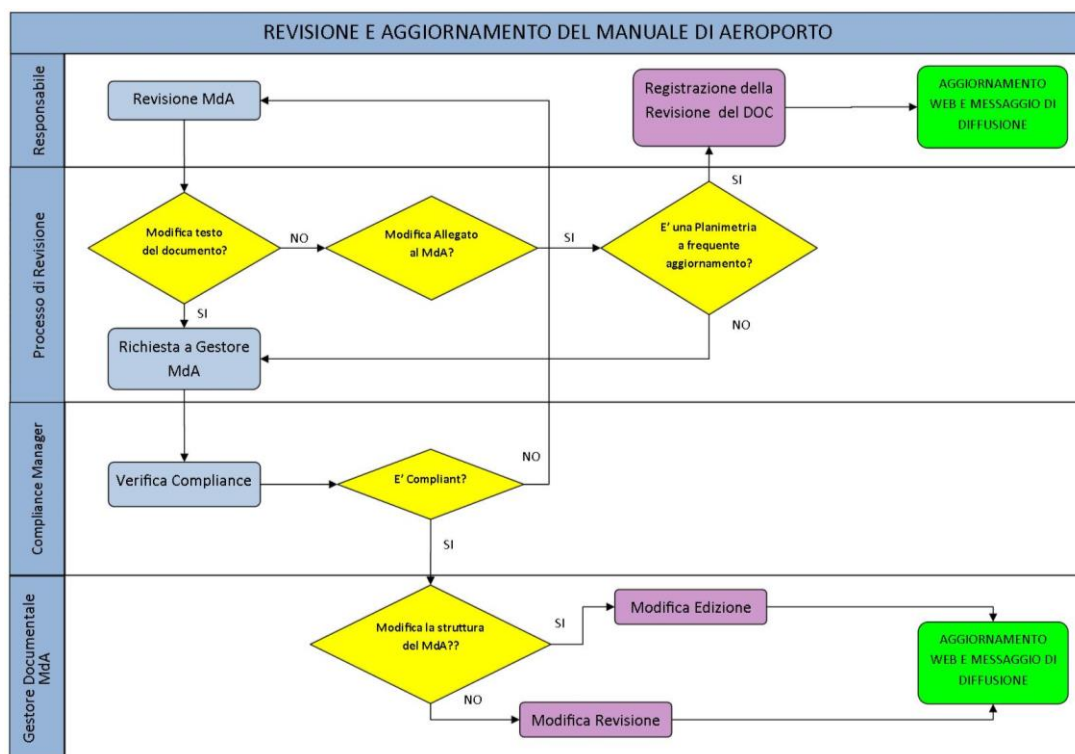 REVISIONE E AGGIORNAMENTO DEL MANUALE DI AEROPORTO
Responsabile
Revisione MdA
Registrazione della
Revisione del DOC
AGGIORNAMENTO
WEB E MESSAGGIO DI
DIFFUSIONE
Processo di Revisione
SI
Modifica testo
del documento?
NO
Modifica Allegato
al MdA?
SI
E' una Planimetria
a frequente
aggiornamento?
SI
NO
Richiesta a Gestore
MdA
Compliance Manager
Verifica Compliance
E' Compliant?
NO
SI
Gestore Documentale
MdA
Modifica la struttura
del MdA??
SI
Modifica Edizione
NO
Modifica Revisione
AGGIORNAMENTO
WEB E MESSAGGIO DI
DIFFUSIONE